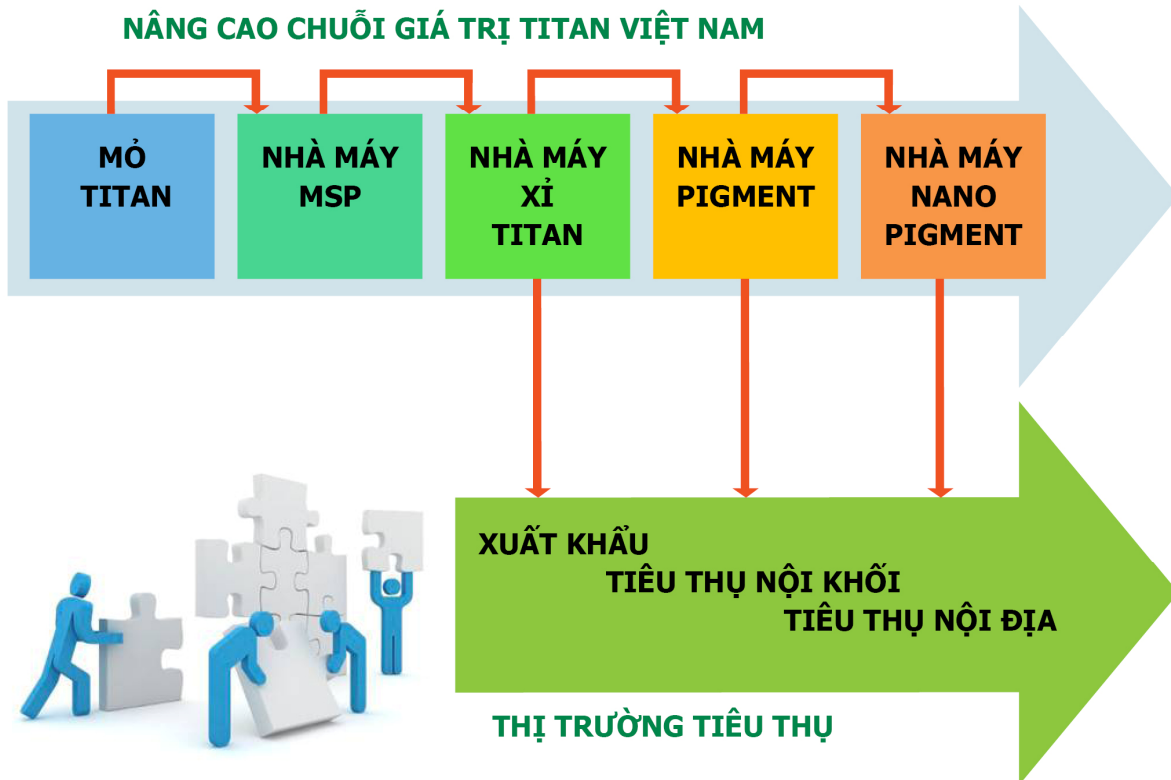 NÂNG CAO CHUỖI GIÁ TRỊ TITAN VIỆT NAM
MỎ
TITAN
NHÀ MÁY
MSP
NHÀ MÁY
XỈ
TITAN
NHÀ MÁY
PIGMENT
NHÀ MÁY
NANO
PIGMENT
XUẤT KHẨU
TIÊU THỤ NỘI KHỐI
TIÊU THỤ NỘI ĐỊA
THỊ TRƯỜNG TIÊU THỤ